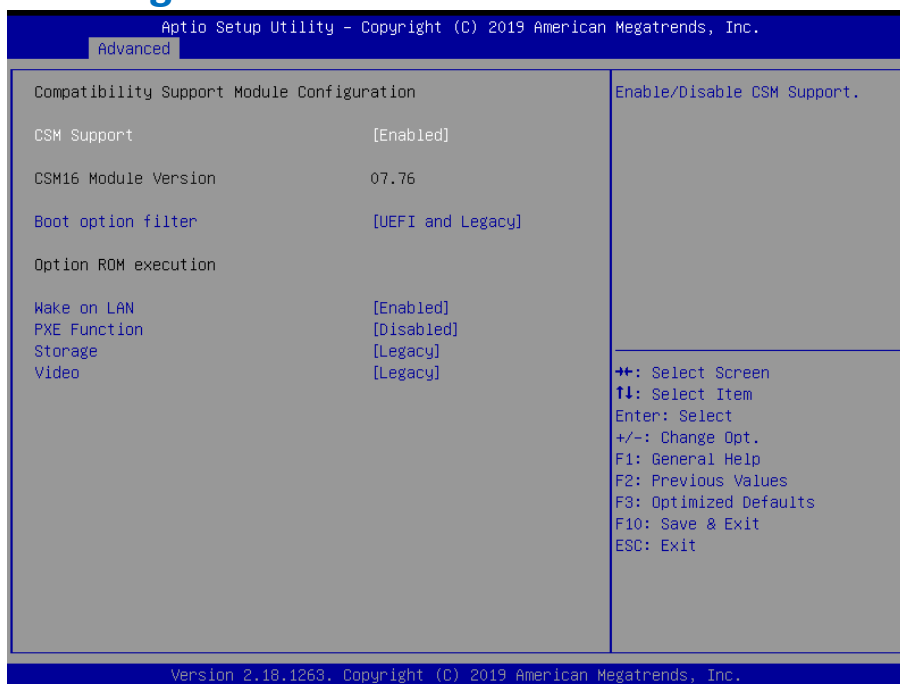 Aptio Setup Utility – Copyright (C) 2019 American Megatrends, Inc.
Advanced
Compatibility Support Module Configuration
CSM Support [Enabled]
CSM16 Module Version 07.76
Boot option filter [UEFI and Legacy]
Option ROM execution
Wake on LAN [Enabled]
PXE Function [Disabled]
Storage [Legacy]
Video [Legacy]
Enable/Disable CSM Support.
→←: Select Screen
↑↓: Select Item
Enter: Select
+/-: Change Opt.
F1: General Help
F2: Previous Values
F3: Optimized Defaults
F10: Save & Exit
ESC: Exit
Version 2.18.1263. Copyright (C) 2019 American Megatrends, Inc.